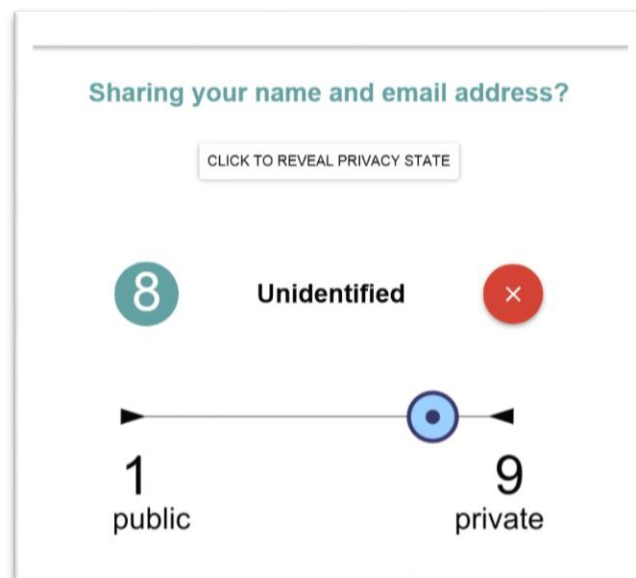 Sharing your name and email address?
CLICK TO REVEAL PRIVACY STATE
8 Unidentified ×
1 9
public private